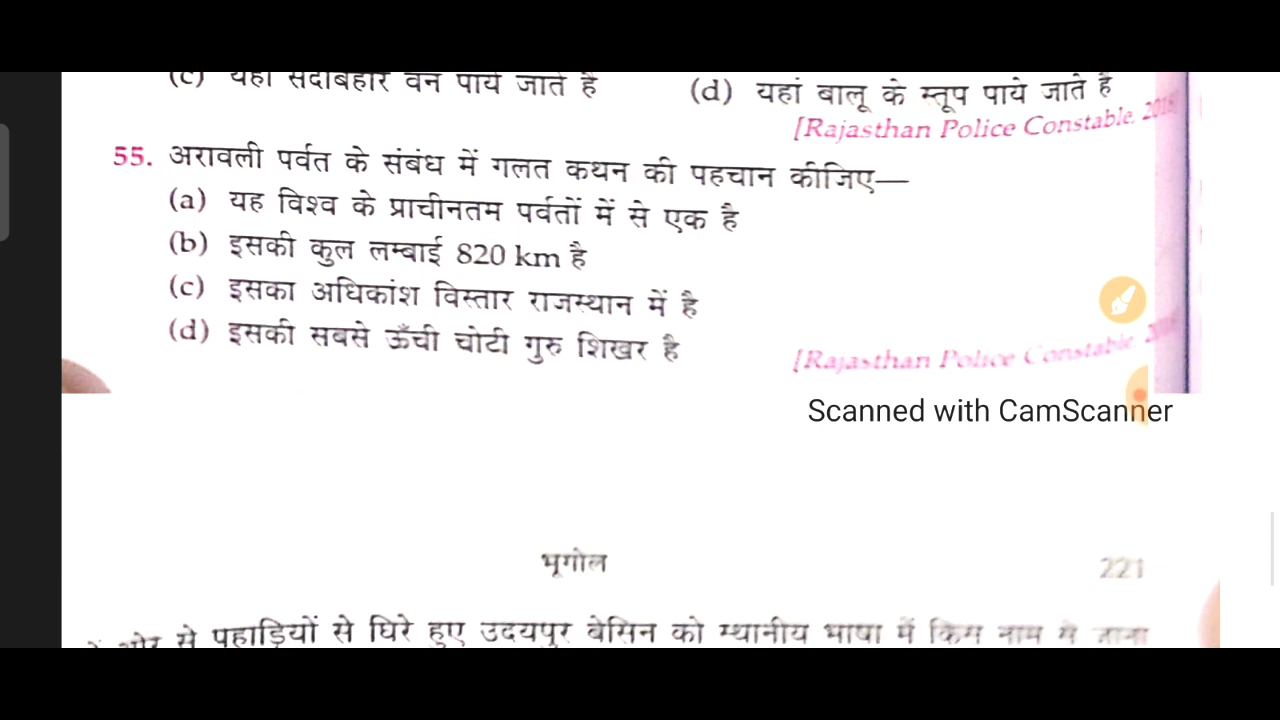 (c) यहां सदाबहार वन पाये जाते है (d) यहां बालू के स्तूप पाये जाते है
[Rajasthan Police Constable,
55. अरावली पर्वत के संबंध में गलत कथन की पहचान कीजिए—
(a) यह विश्व के प्राचीनतम पर्वतों में से एक है
(b) इसकी कुल लम्बाई 820 km है
(c) इसका अधिकांश विस्तार राजस्थान में है
(d) इसकी सबसे ऊँची चोटी गुरु शिखर है
[Rajasthan Police Constable,
Scanned with CamScanner
भूगोल 221
ओर से पहाड़ियों से घिरे हुए उदयपुर बेसिन को स्थानीय भाषा में किस नाम से जाना